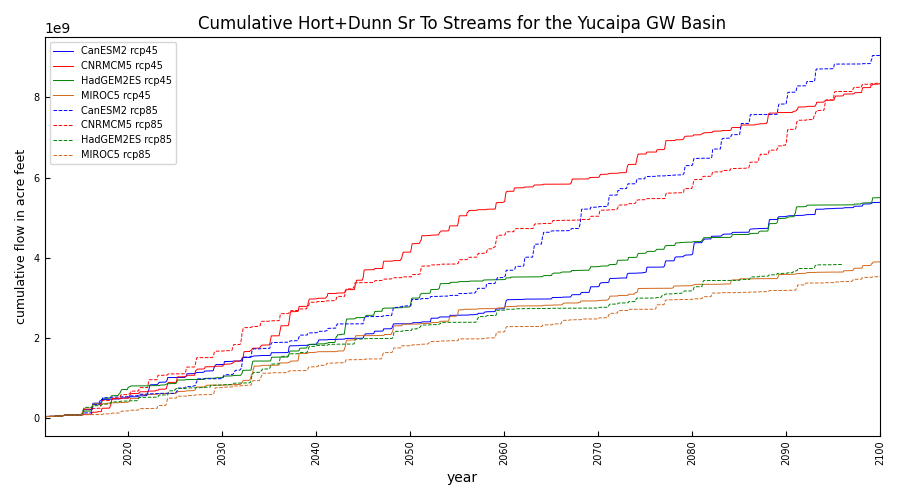 Cumulative Hort+Dunn Sr To Streams for the Yucaipa GW Basin
1e9
CanESM2 rcp45
CNRMCM5 rcp45
HadGEM2ES rcp45
MIROC5 rcp45
CanESM2 rcp85
CNRMCM5 rcp85
HadGEM2ES rcp85
MIROC5 rcp85
cumulative flow in acre feet
8
6
4
2
0
2020 2030 2040 2050 2060 2070 2080 2090 2100
year